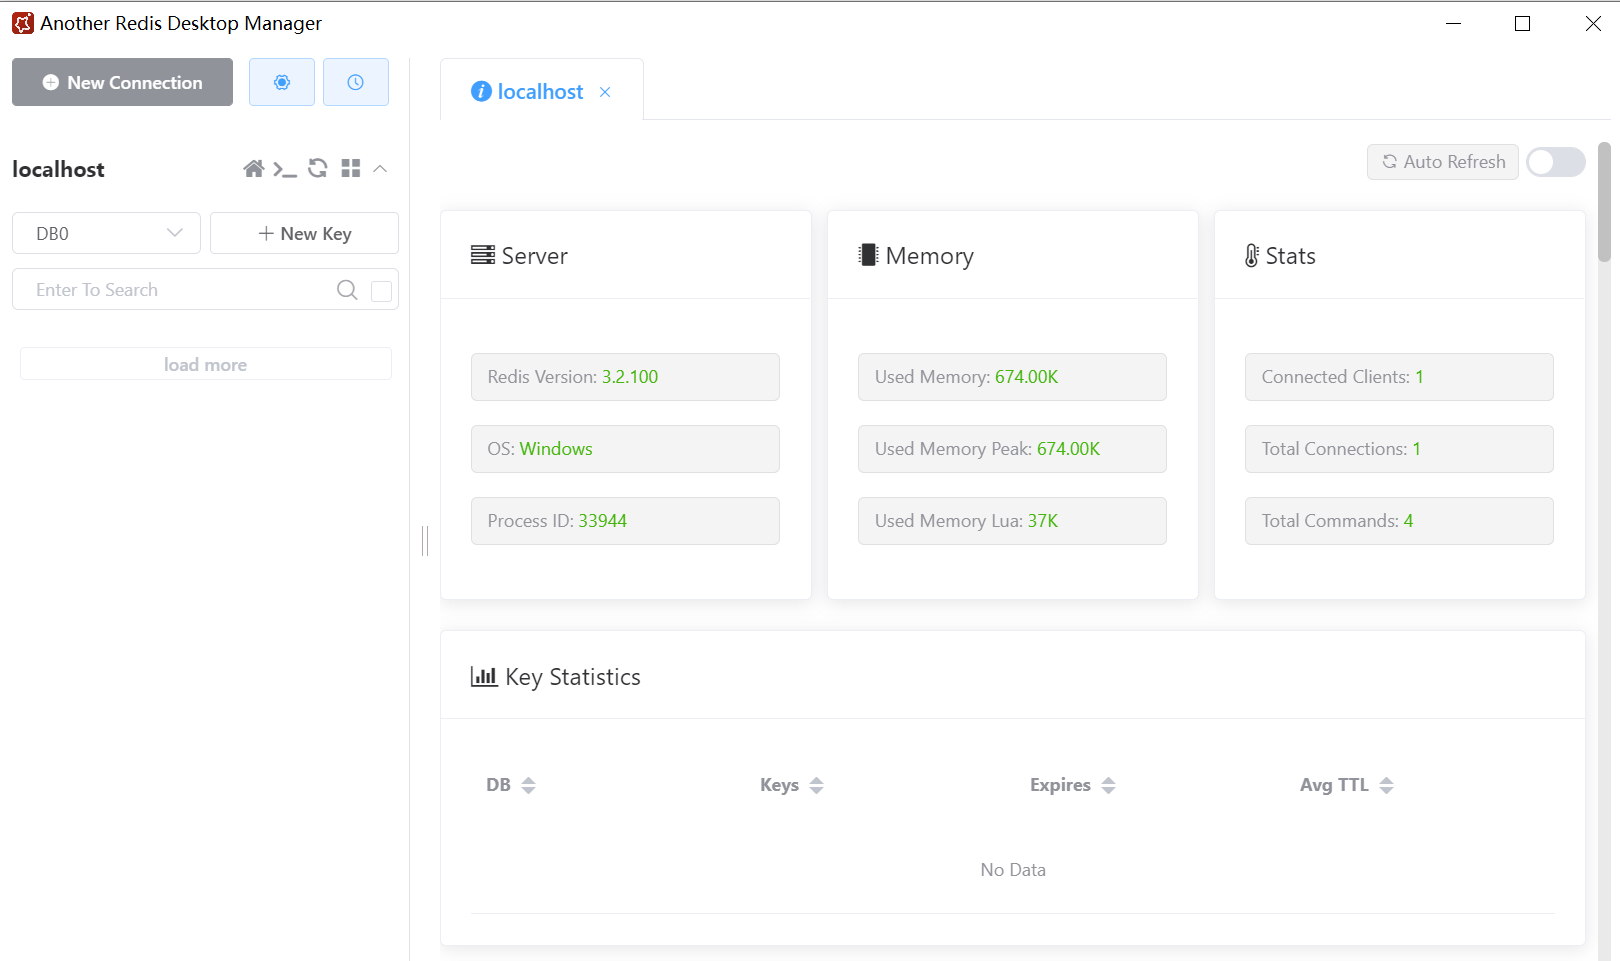 Another Redis Desktop Manager
New Connection
localhost
localhost
Auto Refresh
DB0
New Key
Enter To Search
load more
Server
Redis Version: 3.2.100
OS: Windows
Process ID: 33944
Memory
Used Memory: 674.00K
Used Memory Peak: 674.00K
Used Memory Lua: 37K
Stats
Connected Clients: 1
Total Connections: 1
Total Commands: 4
Key Statistics
DB Keys Expires Avg TTL
No Data